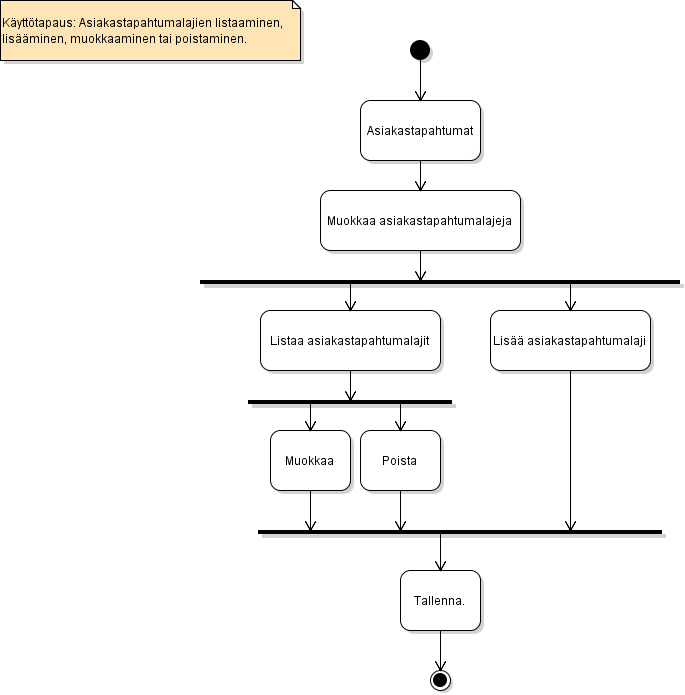 Käyttötapaus: Asiakastapahtumalajien listaaminen,
lisääminen, muokkaaminen tai poistaminen.
Asiakastapahtumat
Muokkaa asiakastapahtumalajeja
Listaa asiakastapahtumalajit
Lisää asiakastapahtumalaji
Muokkaa
Poista
Tallenna.